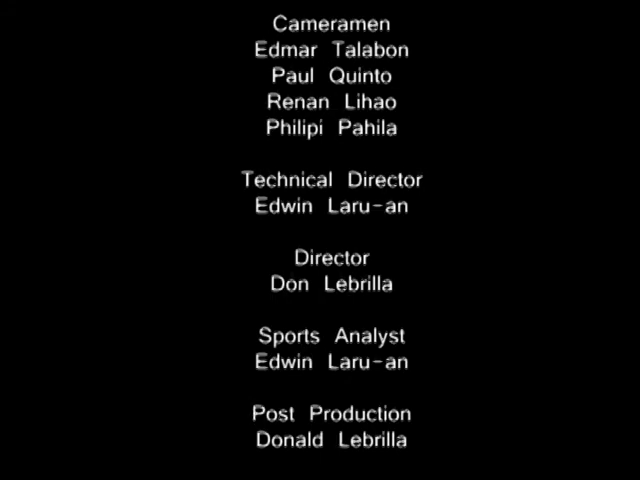 Cameramen
Edmar Talabon
Paul Quinto
Renan Lihao
Philipi Pahila
Technical Director
Edwin Laru-an
Director
Don Lebrilla
Sports Analyst
Edwin Laru-an
Post Production
Donald Lebrilla